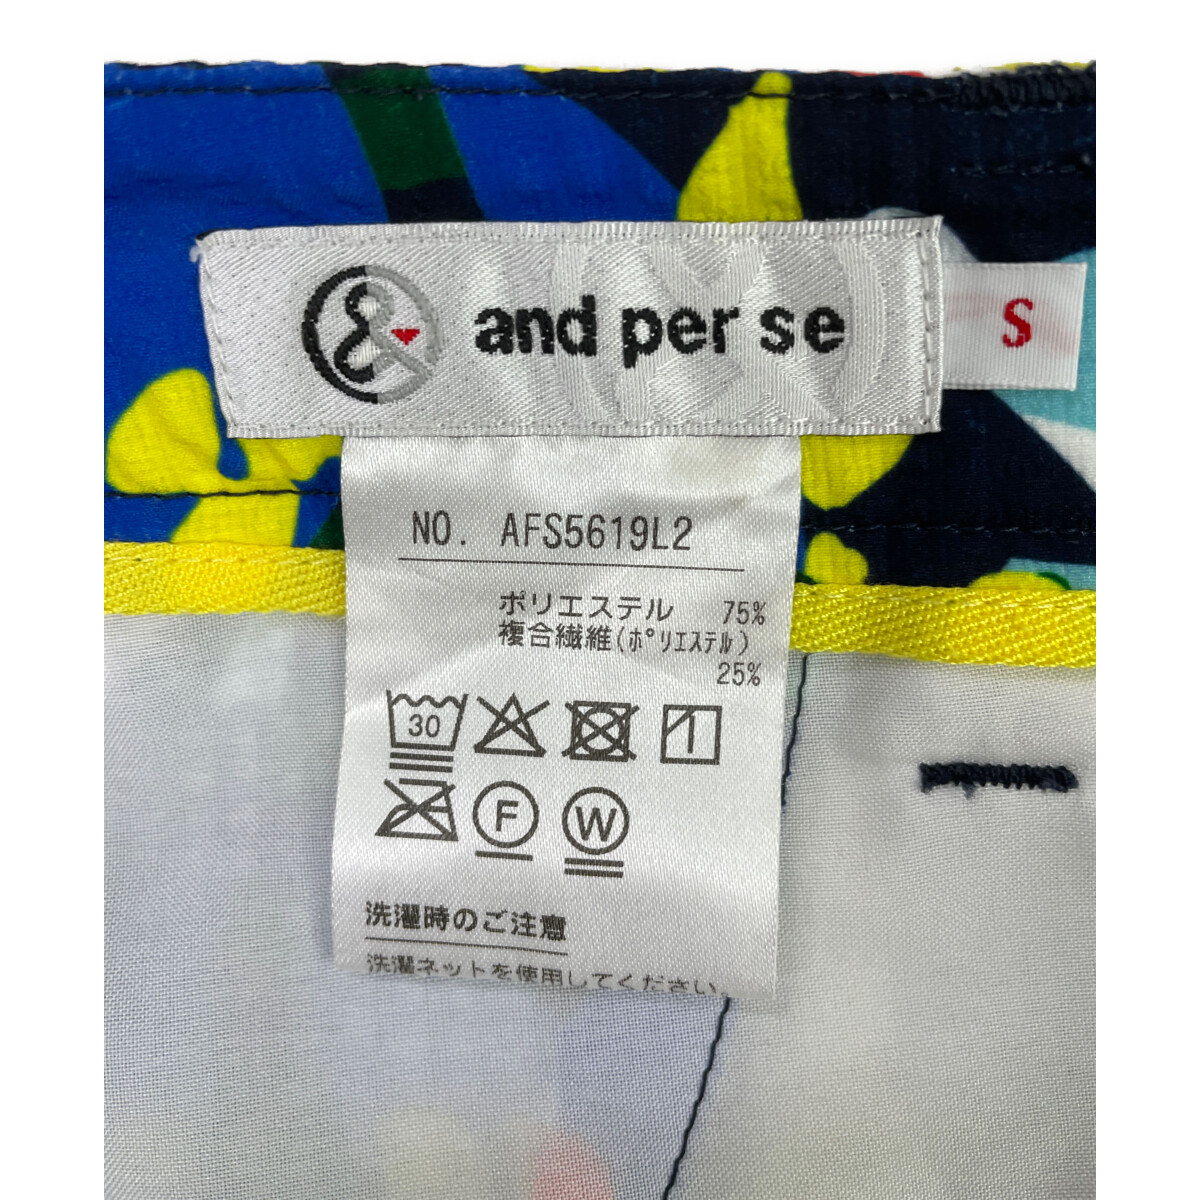 and per se
S
NO. AFS5619L2
ポリエステル 75%
複合繊維(ﾎﾟﾘｴｽﾃﾙ)
25%
30
1
F
W
洗濯時のご注意
洗濯ネットを使用してください。